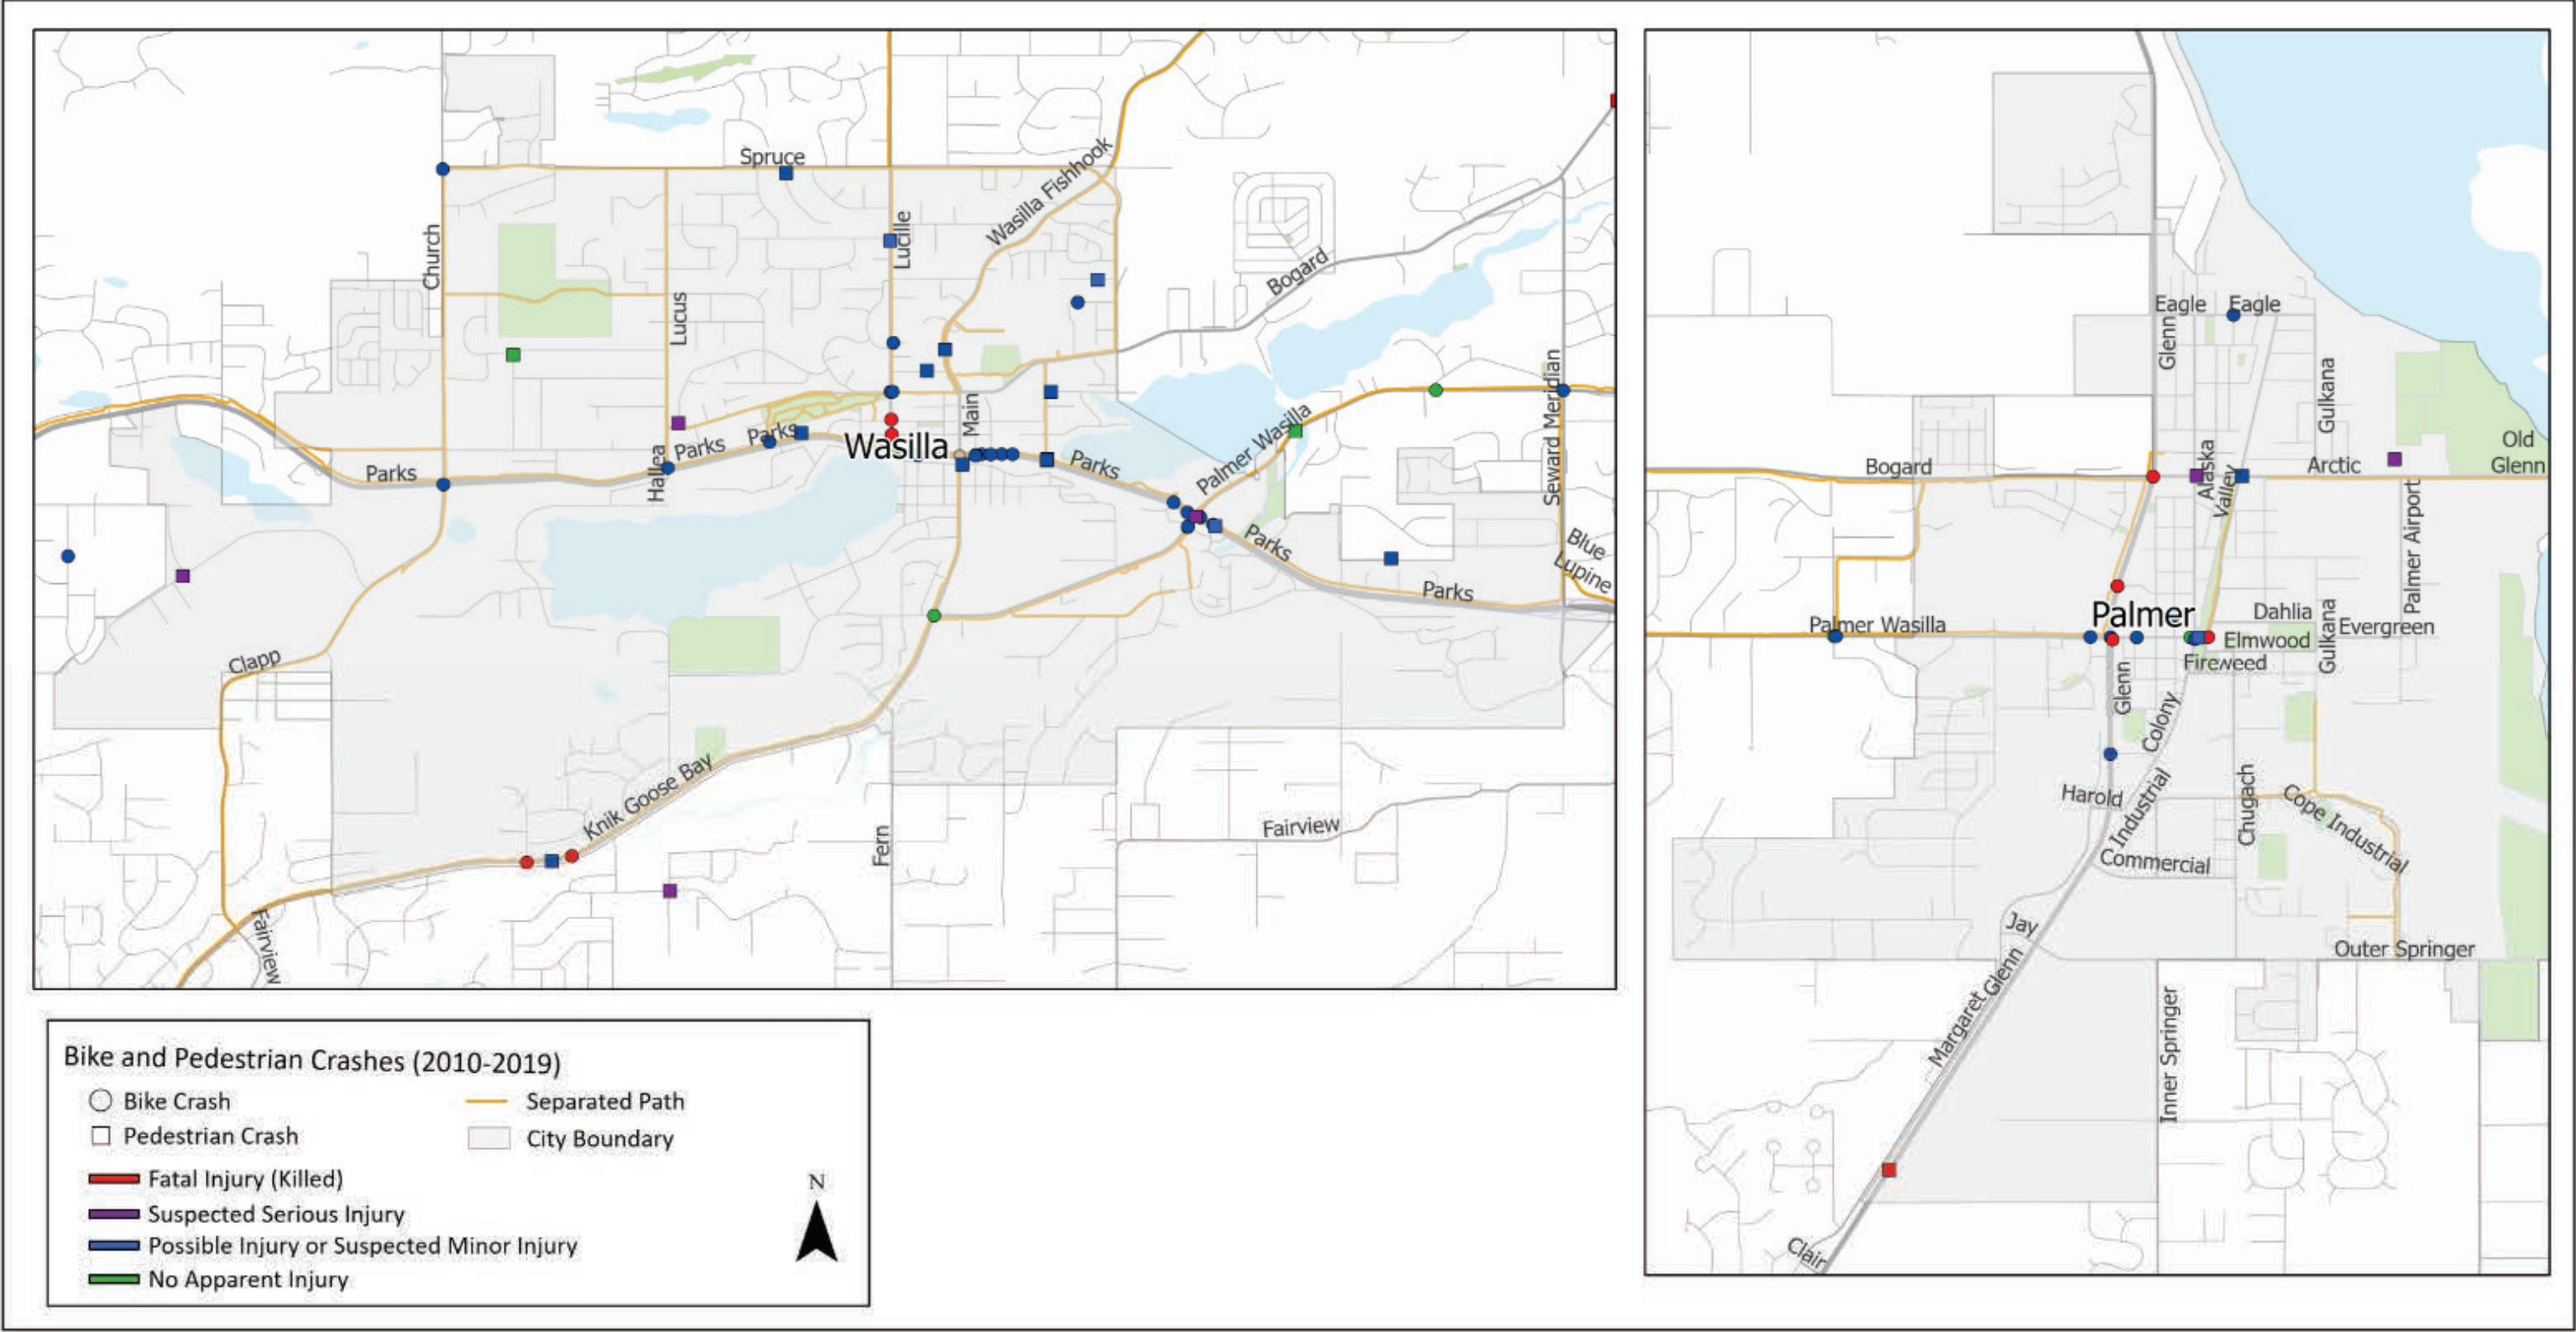 Spruce
Wasilla Fishhook
Church
Lucille
Bogard
Lucus
Seward Meridian
Main
Palmer Wasilla
Parks
Hallea
Parks
Parks
Wasilla
Parks
Parks
Blue
Lupine
Parks
Clapp
Knik Goose Bay
Fern
Fairview
Fairview
Eagle
Eagle
Glenn
Gulkana
Bogard
Alaska
Valley
Arctic
Old
Glenn
Palmer Airport
Palmer
Palmer Wasilla
Dahlia
Evergreen
Elmwood
Gulkana
Fireweed
Glenn
Colony
Harold
Industrial
Chugach
Cope Industrial
Commercial
Jay
Outer Springer
Glenn
Margaret
Inner Springer
Clair
Bike and Pedestrian Crashes (2010-2019)
Bike Crash
Separated Path
Pedestrian Crash
City Boundary
Fatal Injury (Killed)
Suspected Serious Injury
Possible Injury or Suspected Minor Injury
No Apparent Injury
N